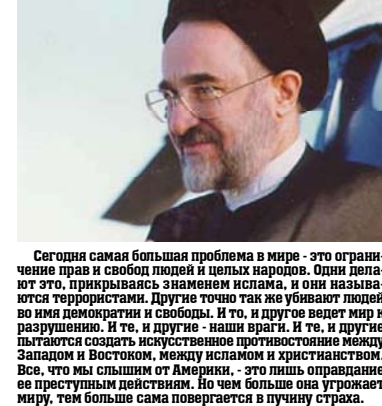 Сегодня самая большая проблема в мире - это ограни-
чение прав и свобод людей и целых народов. Одни дела-
ют это, прикрываясь знаменем ислама, и они называ-
ются террористами. Другие точно так же убивают людей
во имя демократии и свободы. И то, и другое ведет мир к
разрушению. И те, и другие - наши враги. И те, и другие
пытаются создать искусственное противостояние между
Западом и Востоком, между исламом и христианством.
Все, что мы слышим от Америки, - это лишь оправдание
ее преступным действиям. Но чем больше она угрожает
миру, тем больше сама повергается в пучину страха.